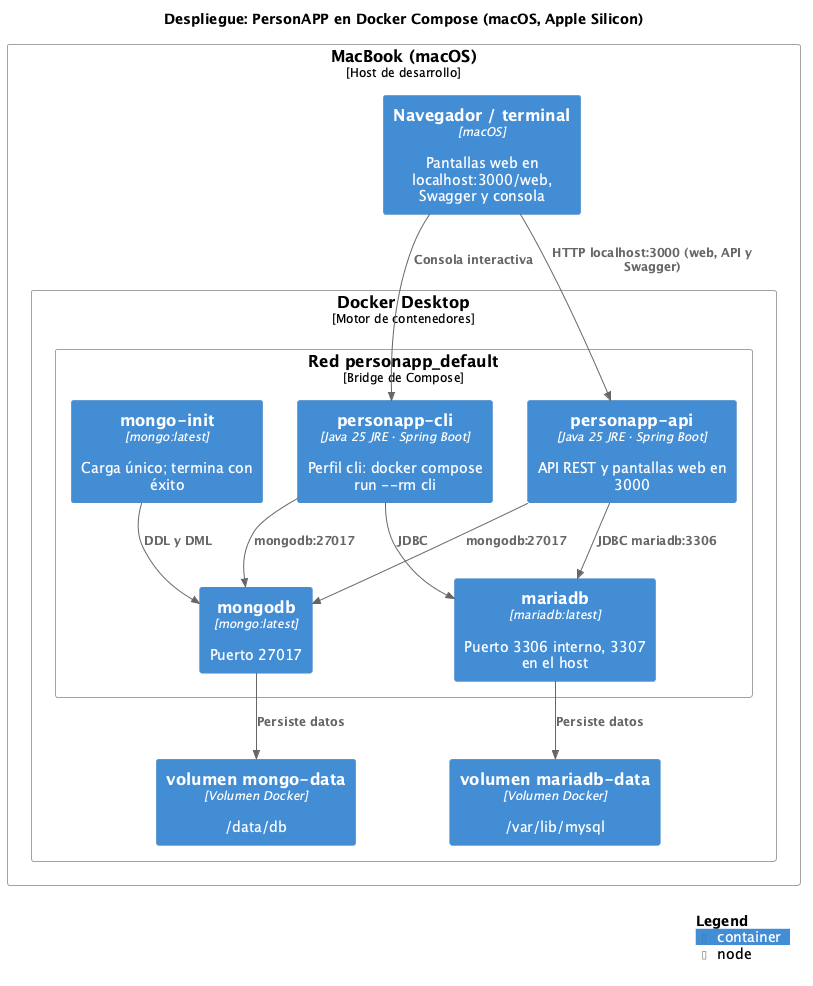 Despliegue: PersonAPP en Docker Compose (macOS, Apple Silicon)
MacBook (macOS)
[Host de desarrollo]
Navegador / terminal
[macOS]
Pantallas web en
localhost:3000/web,
Swagger y consola
Consola interactiva
HTTP localhost:3000 (web, API y
Swagger)
Docker Desktop
[Motor de contenedores]
Red personapp_default
[Bridge de Compose]
mongo-init
[mongo:latest]
Carga único; termina con
éxito
personapp-cli
[Java 25 JRE · Spring Boot]
Perfil cli: docker compose
run --rm cli
personapp-api
[Java 25 JRE · Spring Boot]
API REST y pantallas web en
3000
DDL y DML
mongodb:27017
JDBC
mongodb:27017
JDBC mariadb:3306
mongodb
[mongo:latest]
Puerto 27017
mariadb
[mariadb:latest]
Puerto 3306 interno, 3307
en el host
Persiste datos
Persiste datos
volumen mongo-data
[Volumen Docker]
/data/db
volumen mariadb-data
[Volumen Docker]
/var/lib/mysql
Legend
container
node